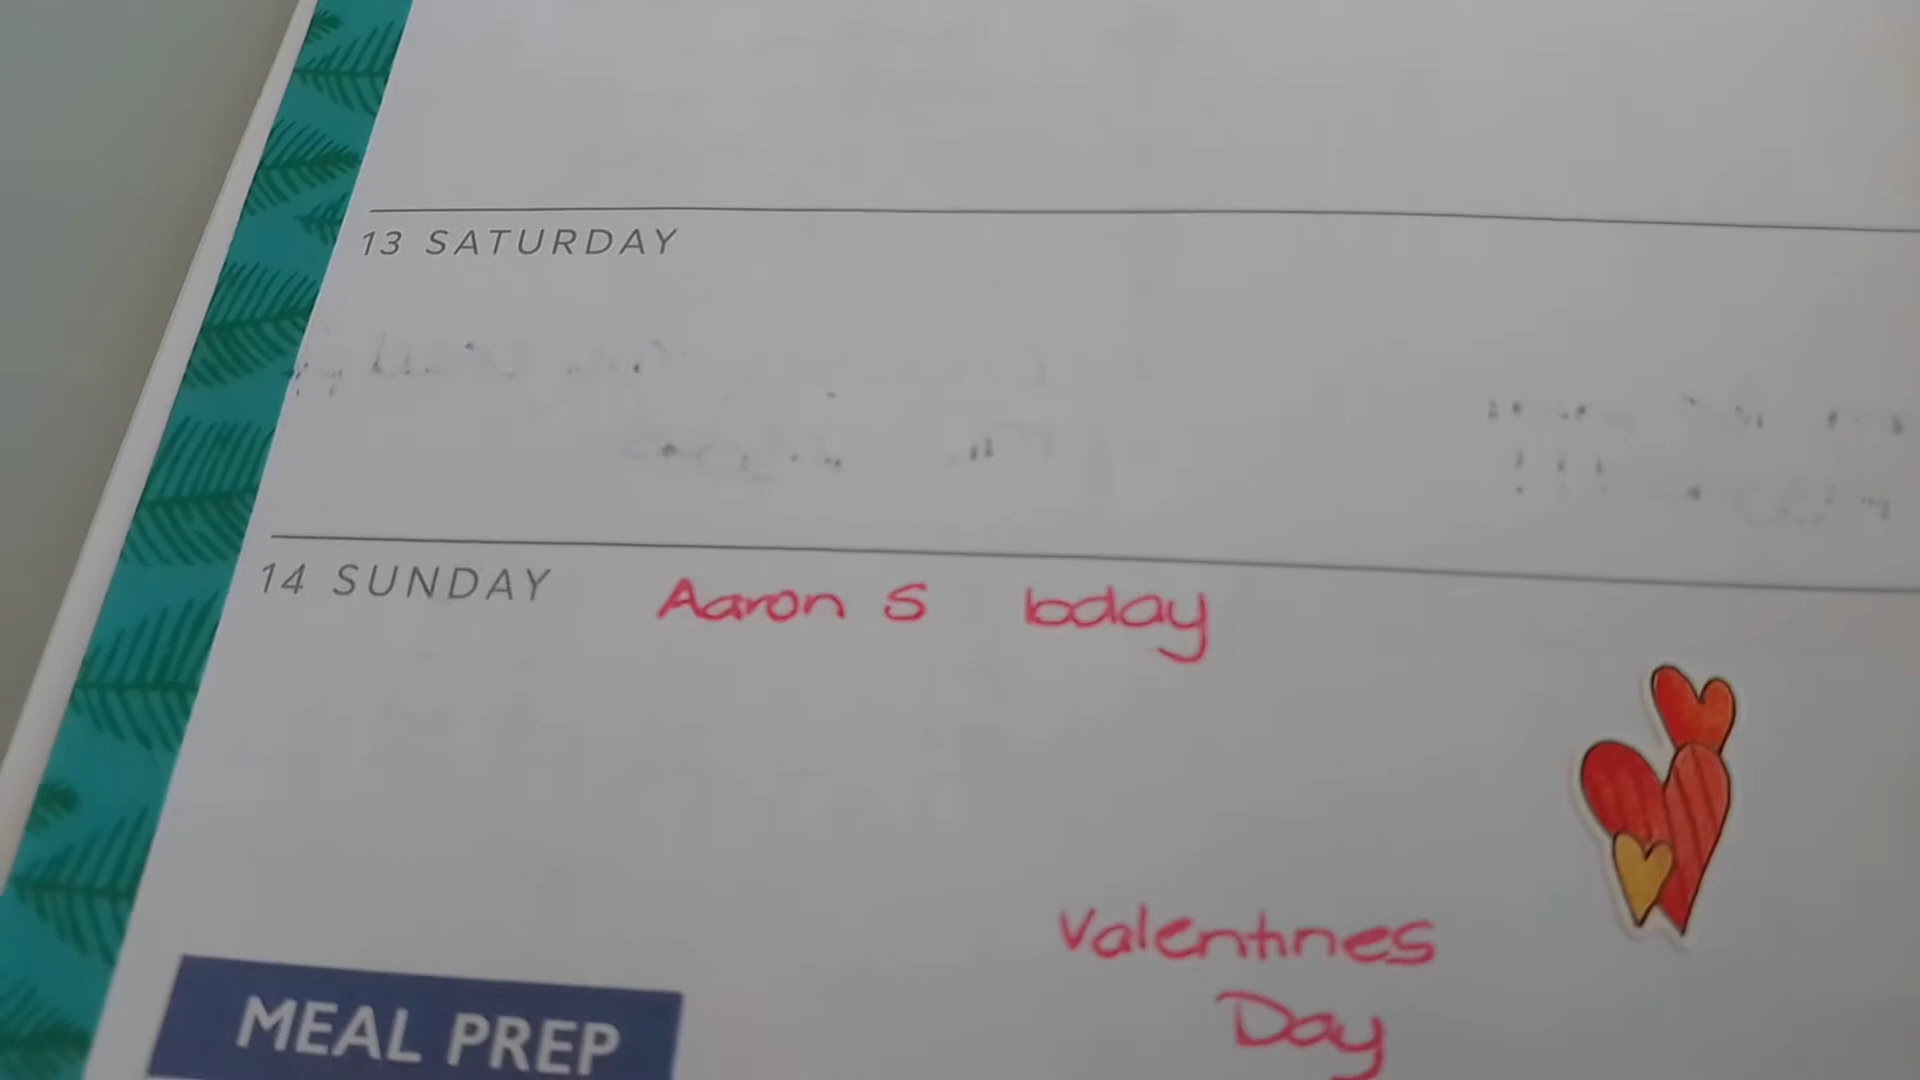 13 SATURDAY
14 SUNDAY Aaron S bday
Valentines
Day
MEAL PREP